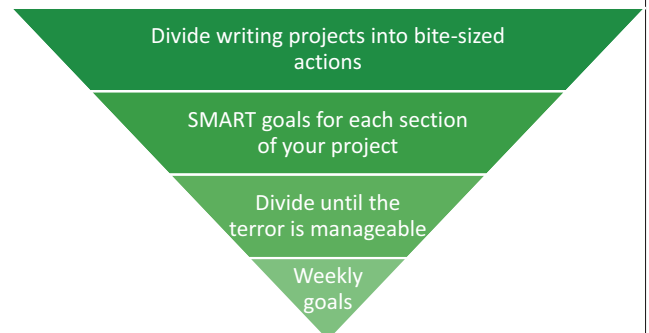 Divide writing projects into bite-sized
actions
SMART goals for each section
of your project
Divide until the
terror is manageable
Weekly
goals